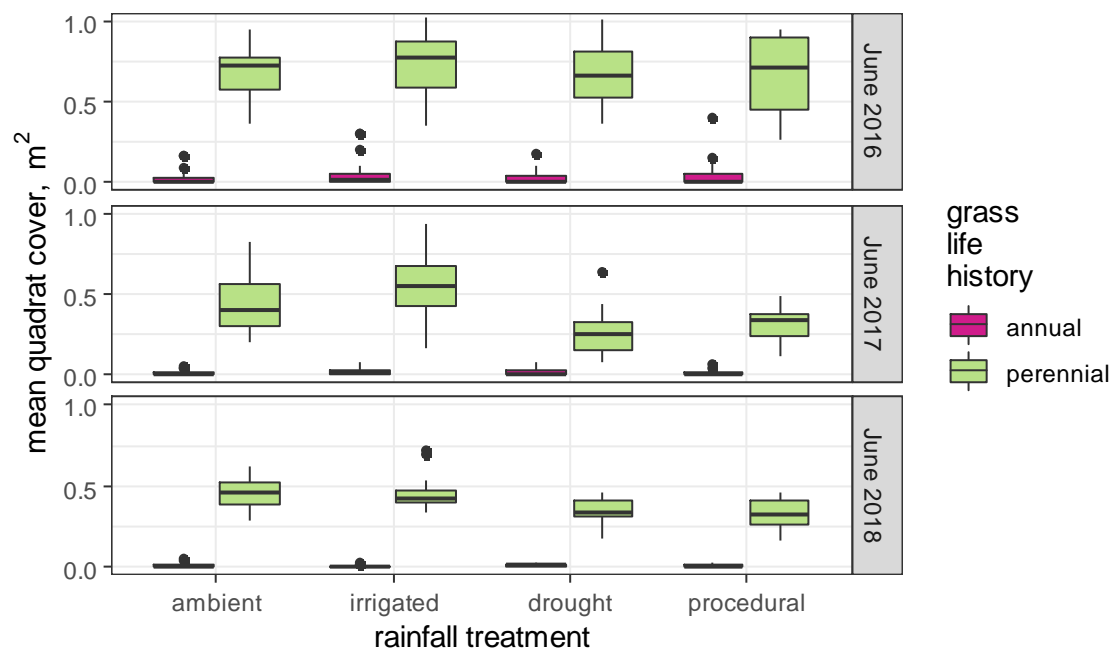 mean quadrat cover, m²
1.0
0.5
0.0
June 2016
1.0
0.5
0.0
June 2017
1.0
0.5
0.0
June 2018
ambient irrigated drought procedural
rainfall treatment
grass
life
history
annual
perennial